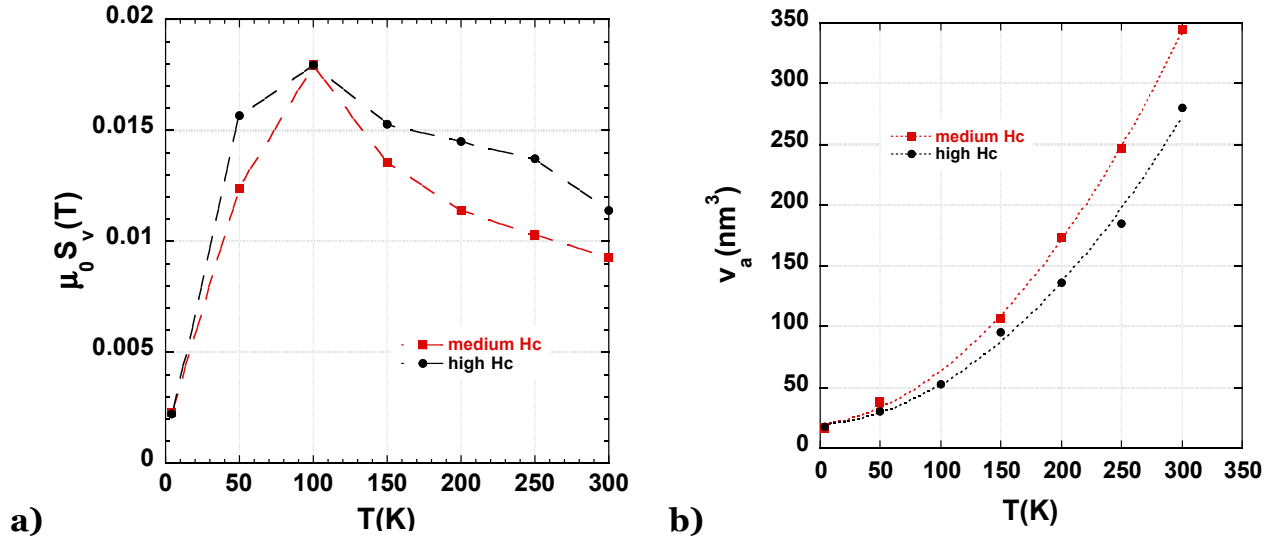 0.02
0.015
0.01
0.005
0
μ₀ Sᵥ (T)
medium Hc
high Hc
0 50 100 150 200 250 300
T(K)
a)
350
300
250
200
150
100
50
0
vₐ (nm³)
medium Hc
high Hc
0 50 100 150 200 250 300 350
T(K)
b)